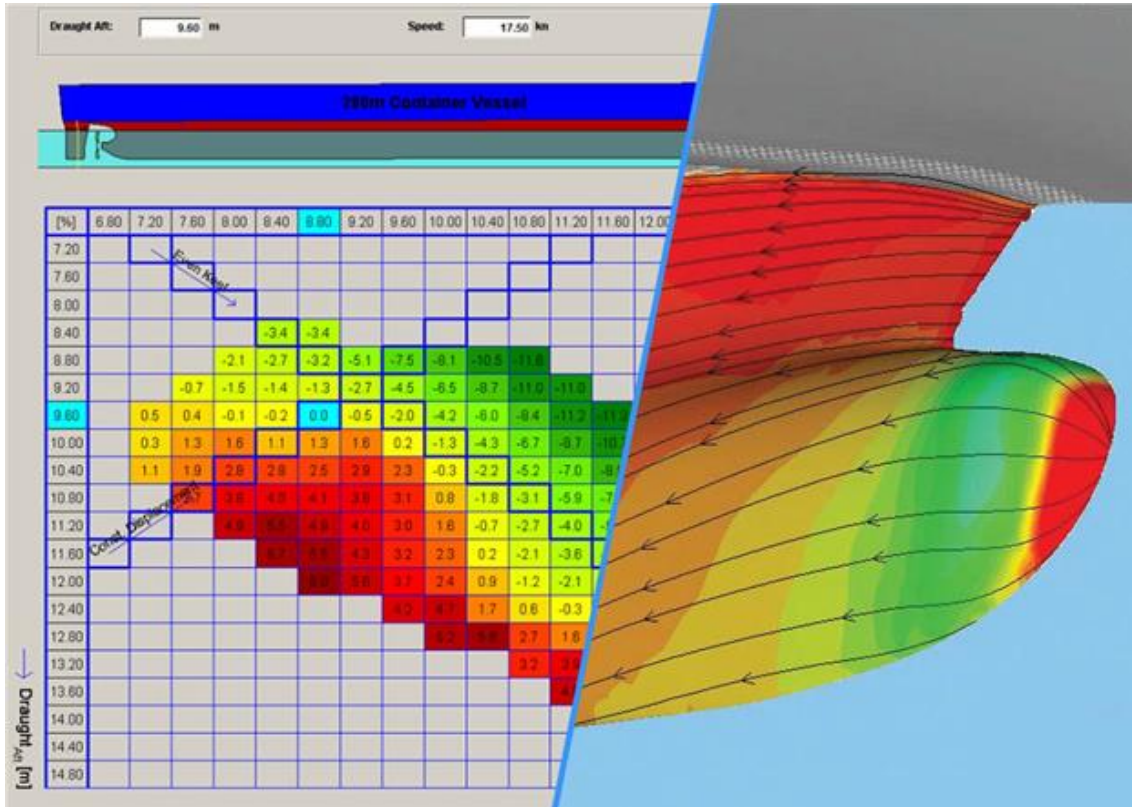 Draught Aft: 9.60 m Speed: 17.50 kn
Container Vessel
[%] 6.80 7.20 7.60 8.00 8.40 8.80 9.20 9.60 10.00 10.40 10.80 11.20 11.60 12.00
7.20
Even Keel
7.60
8.00
8.40 -3.4 -3.4
8.80 -2.1 -2.7 -3.2 -5.1 -7.5 -8.1 -10.5 -11.6
9.20 -0.7 -1.5 -1.4 -1.3 -2.7 -4.5 -6.5 -8.7 -11.0 -11.0
9.60 0.5 0.4 -0.1 -0.2 0.0 -0.5 -2.0 -4.2 -6.0 -8.4 -11.2
10.00 0.3 1.3 1.6 1.1 1.3 1.6 0.2 -1.3 -4.3 -6.7 -8.7
10.40 1.1 1.9 2.8 2.8 2.5 2.9 2.3 -0.3 -2.2 -5.2 -7.0
10.80 4.1 3.1 0.8 -1.8 -3.1 -5.9
Const. Displacement
11.20 4.0 3.0 1.6 -0.7 -2.7 -4.0
11.60 4.3 3.2 2.3 0.2 -2.1 -3.6
12.00 3.7 2.4 0.9 -1.2 -2.1
12.40 4.2 1.7 0.6 -0.3
12.80 2.7 1.6
13.20 3.2
13.60
14.00
14.40
14.80
Draught Aft [m]